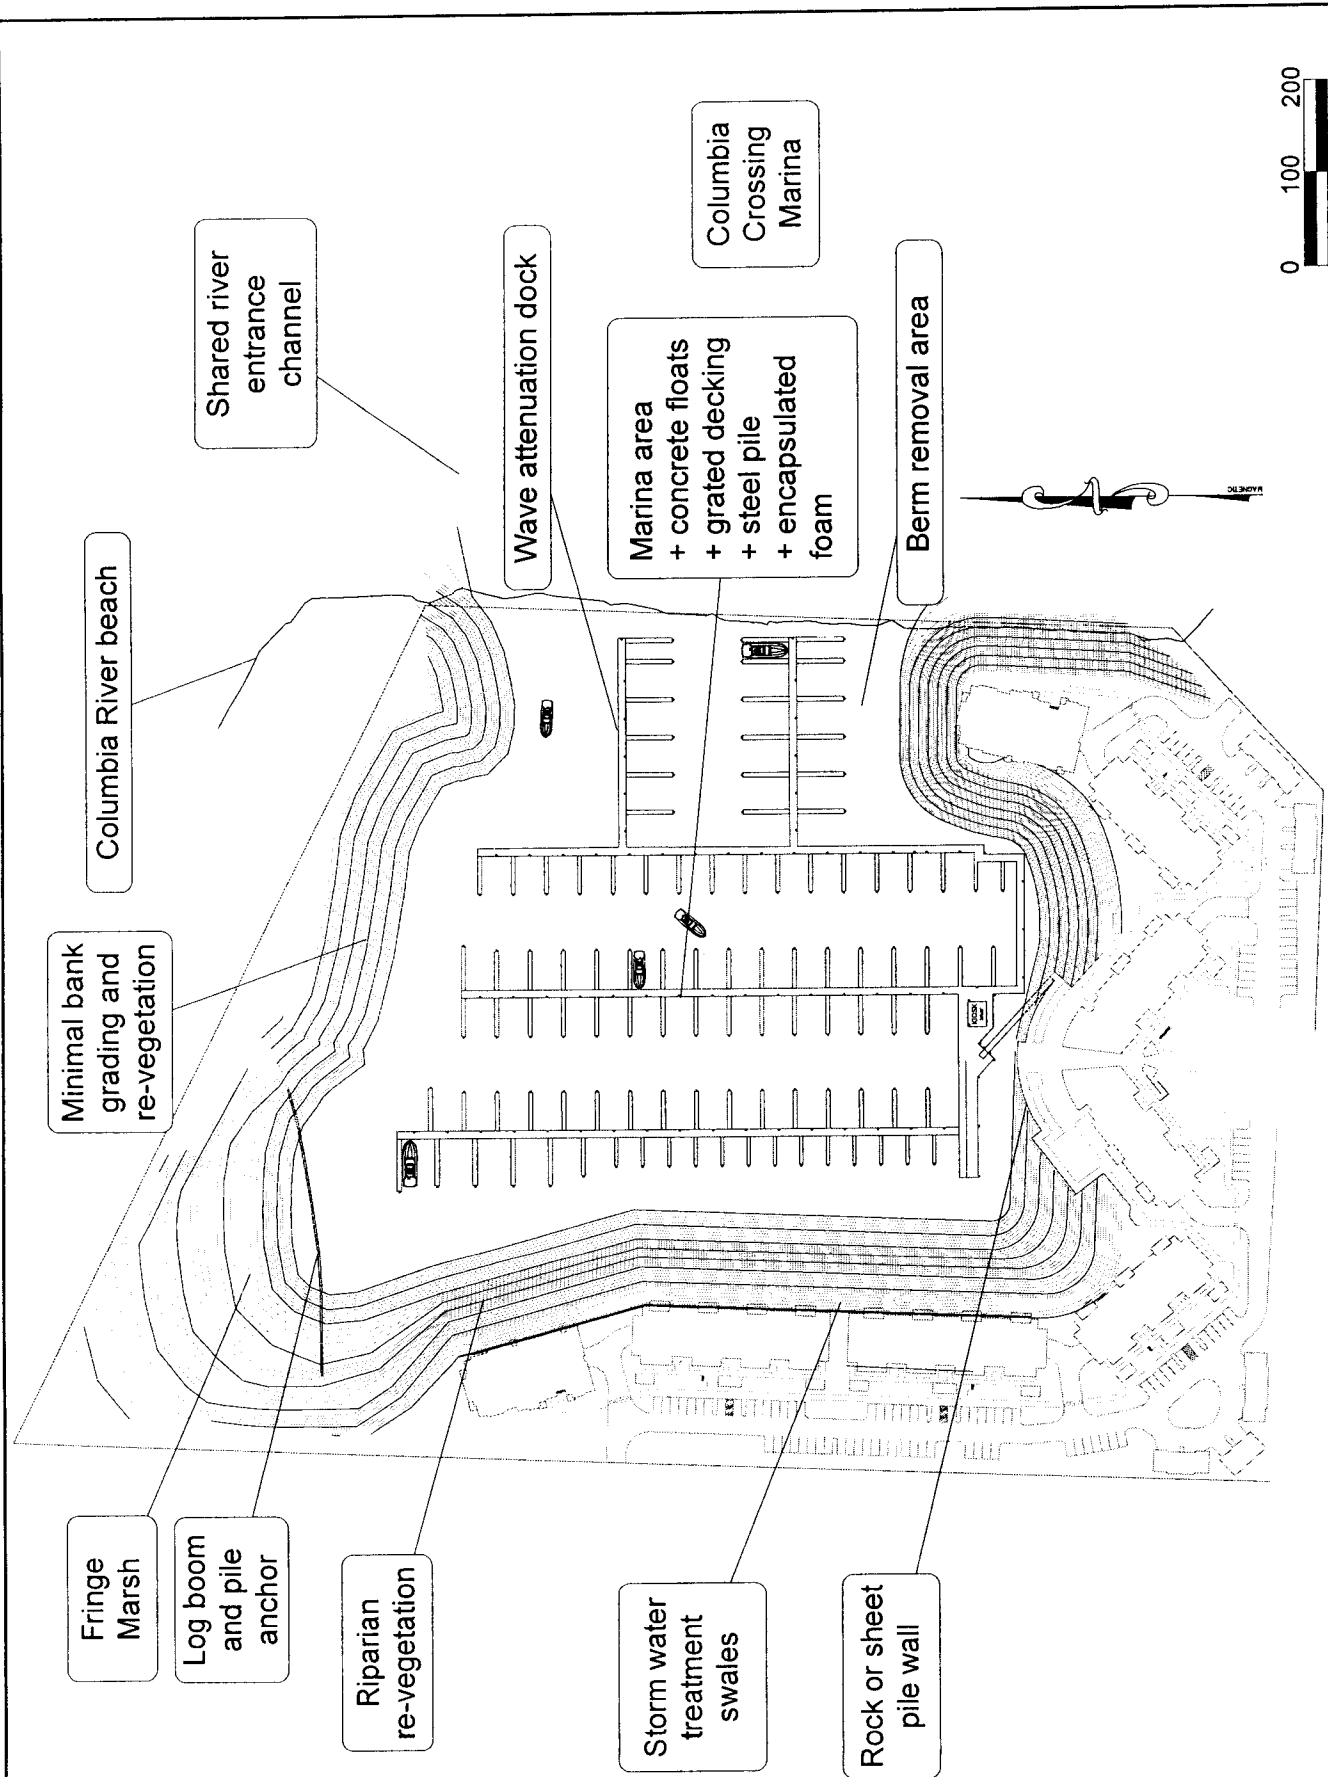 Fringe
Marsh
Log boom
and pile
anchor
Riparian
re-vegetation
Storm water
treatment
swales
Rock or sheet
pile wall
Minimal bank
grading and
re-vegetation
Columbia River beach
Shared river
entrance
channel
Wave attenuation dock
Marina area
+ concrete floats
+ grated decking
+ steel pile
+ encapsulated
foam
Columbia
Crossing
Marina
Berm removal area
KIOSK
MAGNETIC
0 100 200